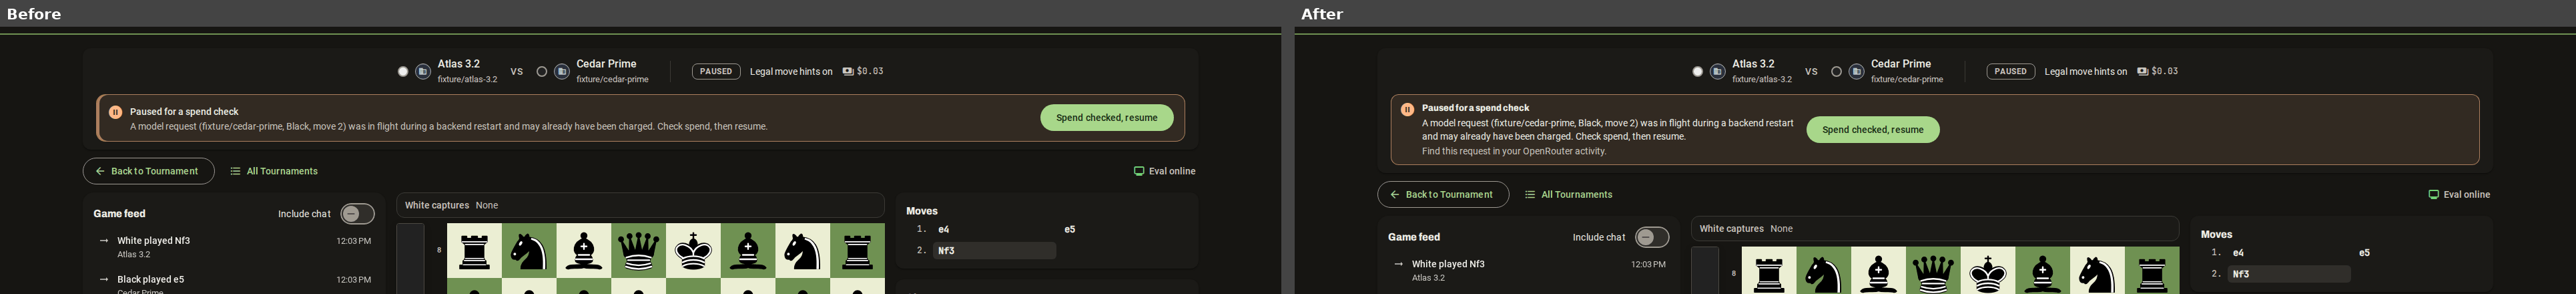 Before
Atlas 3.2
fixture/atlas-3.2
VS
Cedar Prime
fixture/cedar-prime
PAUSED
Legal move hints on
$0.03
Paused for a spend check
A model request (fixture/cedar-prime, Black, move 2) was in flight during a backend restart and may already have been charged. Check spend, then resume.
Spend checked, resume
Back to Tournament
All Tournaments
Eval online
Game feed
Include chat
White played Nf3
12:03 PM
Atlas 3.2
Black played e5
12:03 PM
Cedar Prime
White captures None
8
Moves
1. e4 e5
2. Nf3
After
Atlas 3.2
fixture/atlas-3.2
VS
Cedar Prime
fixture/cedar-prime
PAUSED
Legal move hints on
$0.03
Paused for a spend check
A model request (fixture/cedar-prime, Black, move 2) was in flight during a backend restart
and may already have been charged. Check spend, then resume.
Find this request in your OpenRouter activity.
Spend checked, resume
Back to Tournament
All Tournaments
Eval online
Game feed
Include chat
White played Nf3
12:03 PM
Atlas 3.2
White captures None
8
Moves
1. e4 e5
2. Nf3